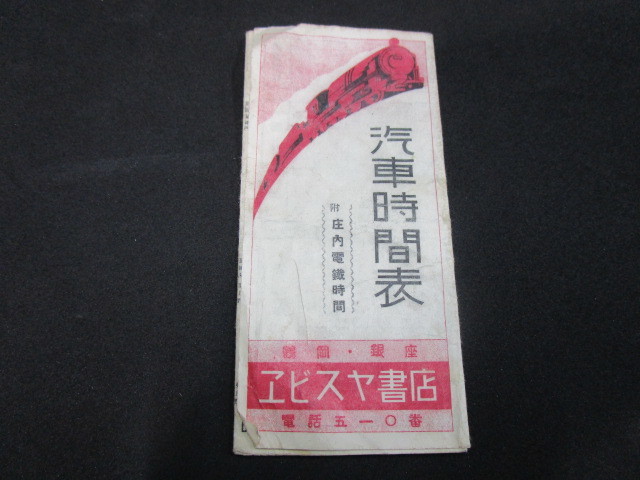 汽車時間表
附 庄内電鐵時間
鶴岡・銀座
ヱビスヤ書店
電話五一〇番